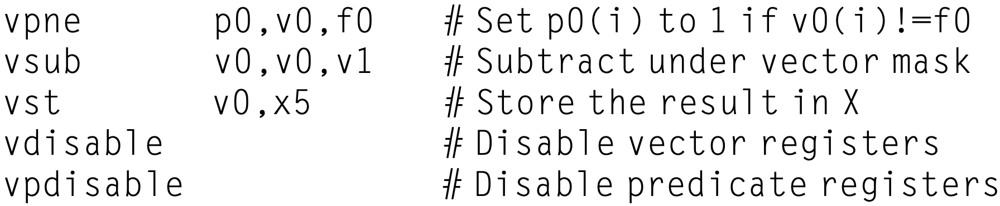 vpne p0,v0,f0 # Set p0(i) to 1 if v0(i)!=f0
vsub v0,v0,v1 # Subtract under vector mask
vst v0,x5 # Store the result in X
vdisable # Disable vector registers
vpdisable # Disable predicate registers